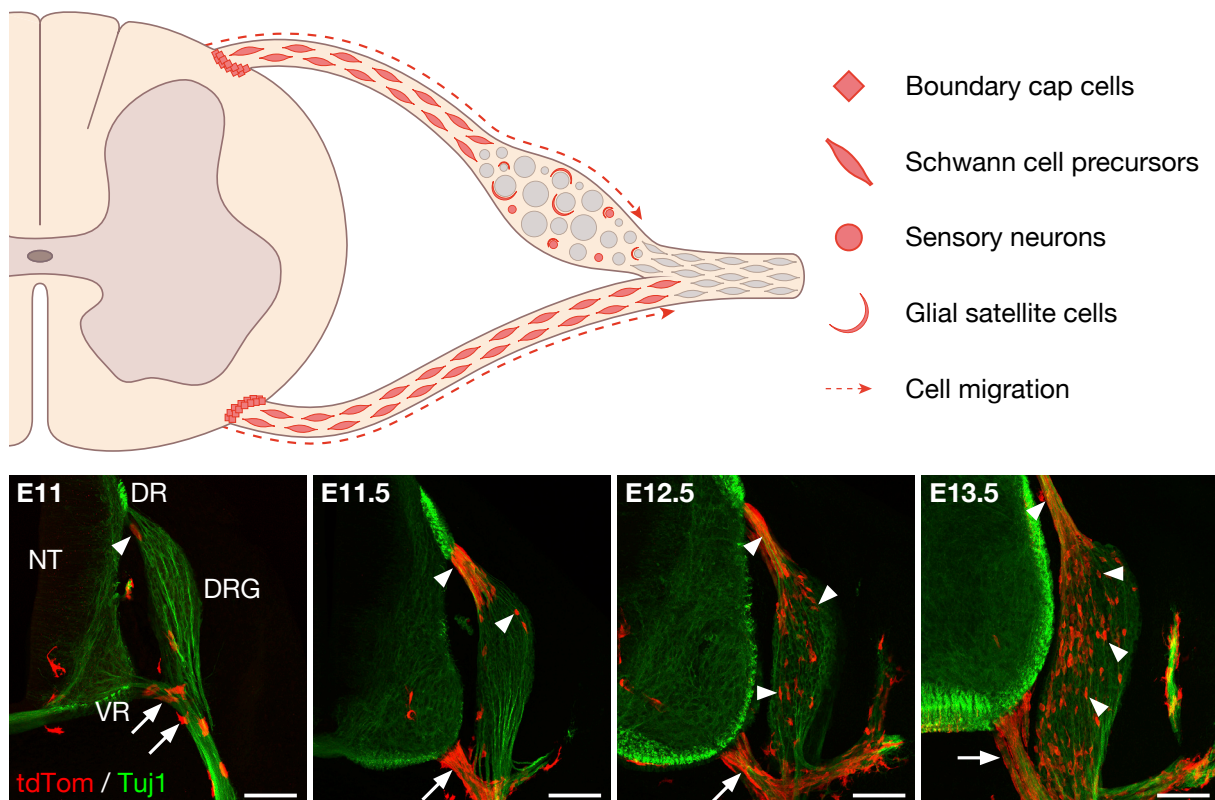 Boundary cap cells
Schwann cell precursors
Sensory neurons
Glial satellite cells
Cell migration
E11
DR
NT
DRG
VR
tdTom / Tuj1
E11.5
E12.5
E13.5